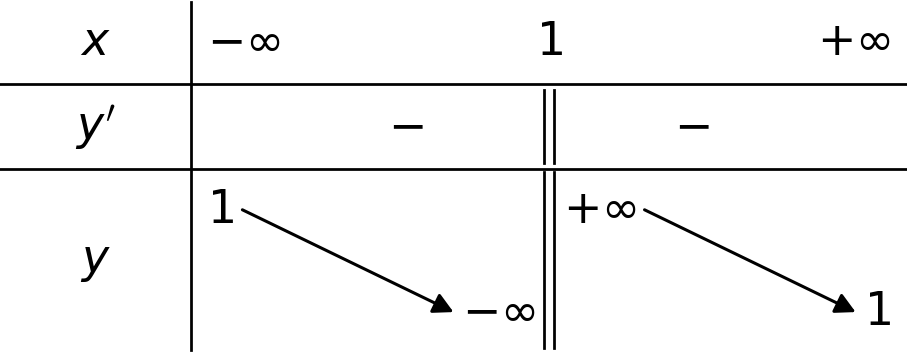 x −∞ 1 +∞
y′ − −
1 +∞
y
−∞ 1